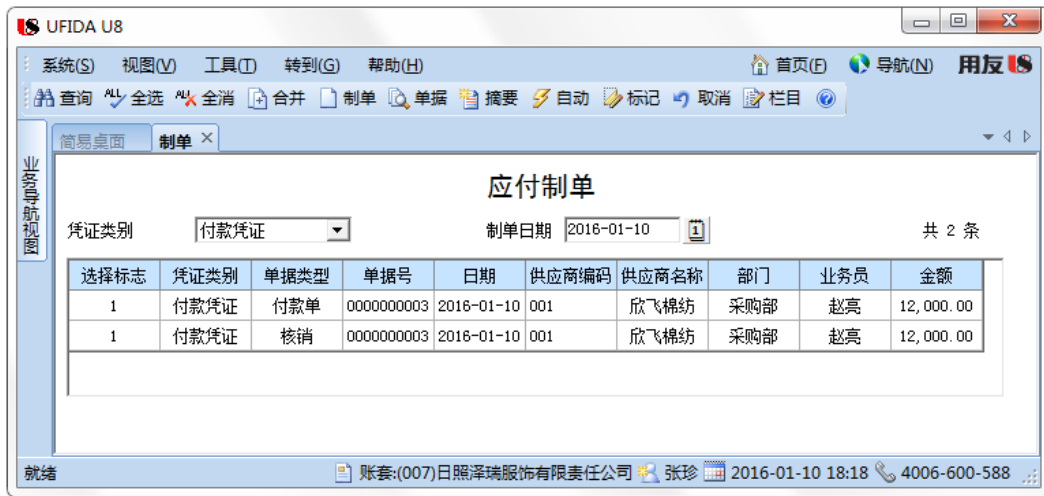 UFIDA U8
系统(S) 视图(V) 工具(T) 转到(G) 帮助(H) 首页(F) 导航(N) 用友U8
查询 ALL 全选 ALL 全消 合并 制单 单据 摘要 自动 标记 取消 栏目
简易桌面 制单
业务导航视图
应付制单
凭证类别 付款凭证 制单日期 2016-01-10 1 共 2 条
选择标志 凭证类别 单据类型 单据号 日期 供应商编码 供应商名称 部门 业务员 金额
1 付款凭证 付款单 0000000003 2016-01-10 001 欣飞棉纺 采购部 赵亮 12,000.00
1 付款凭证 核销 0000000003 2016-01-10 001 欣飞棉纺 采购部 赵亮 12,000.00
就绪 账套:(007)日照泽瑞服饰有限责任公司 张珍 2016-01-10 18:18 4006-600-588